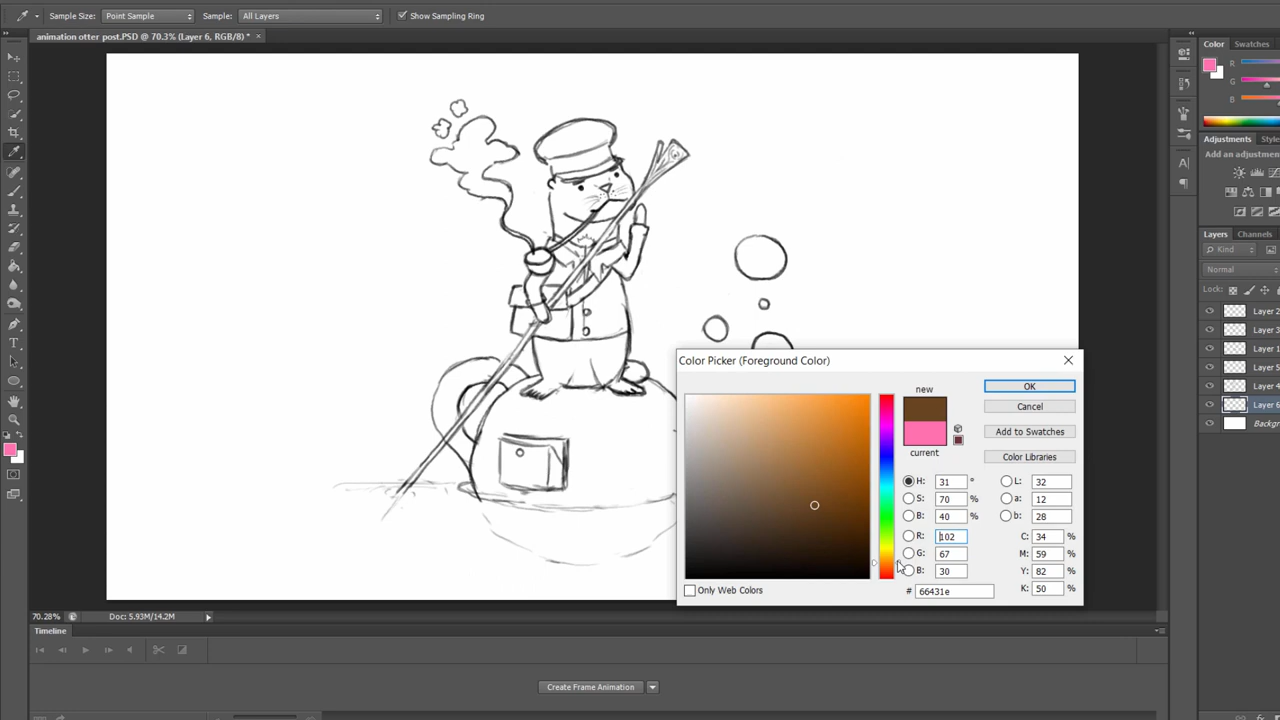 Sample Size: Point Sample Sample: All Layers Show Sampling Ring
animation otter post.PSD @ 70.3% (Layer 6, RGB/8) * ×
Color Swatches
R
G
B
Adjustments Style
Add an adjustment
Layers Channels
Kind
Normal
Lock:
Layer 2
Layer 3
Layer 1
Layer 5
Layer 4
Layer 6
Color Picker (Foreground Color)
new
current
OK
Cancel
Add to Swatches
Color Libraries
H: 31 °
S: 70 %
B: 40 %
R: 102
G: 67
B: 30
# 66431e
L: 32
a: 12
b: 28
C: 34 %
M: 59 %
Y: 82 %
K: 50 %
Only Web Colors
70.28% Doc: 5.93M/14.2M
Timeline
Create Frame Animation